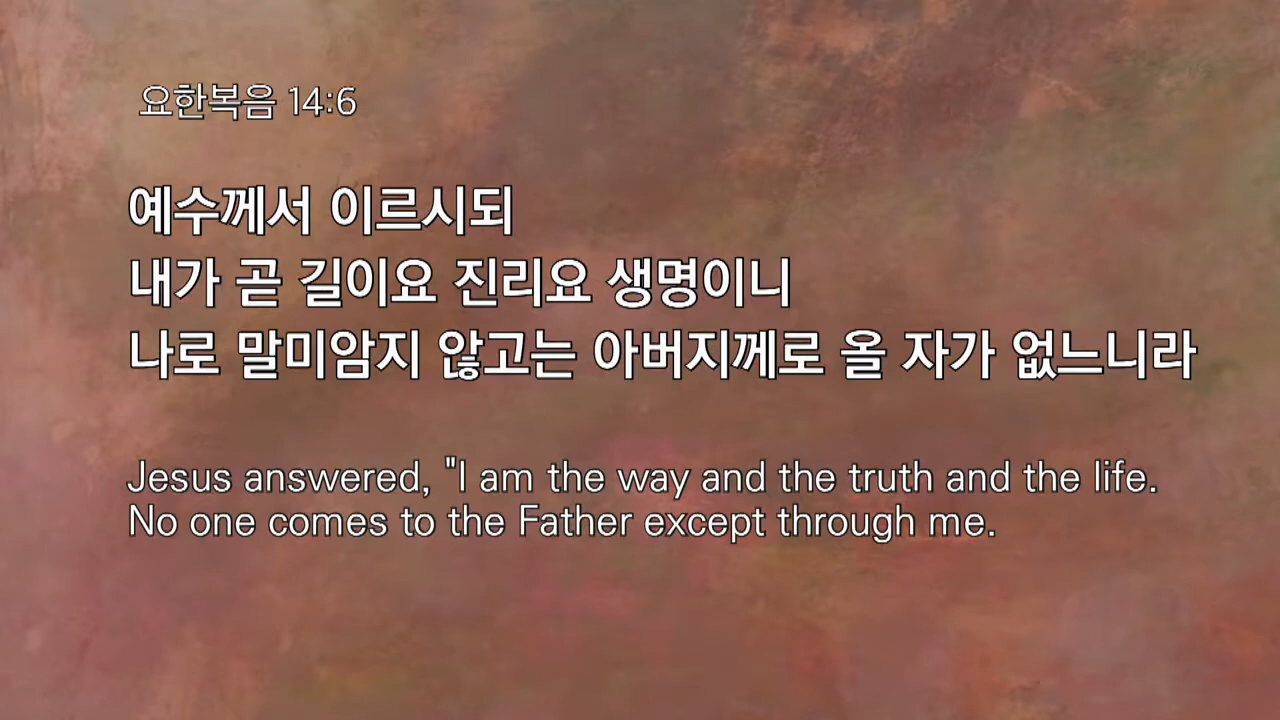 요한복음 14:6
예수께서 이르시되
내가 곧 길이요 진리요 생명이니
나로 말미암지 않고는 아버지께로 올 자가 없느니라
Jesus answered, "I am the way and the truth and the life.
No one comes to the Father except through me.